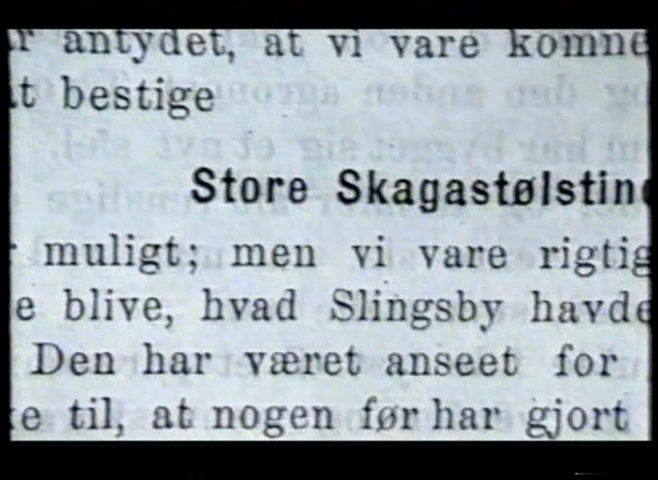 r antydet, at vi vare komne
t bestige
Store Skagastølstin
muligt; men vi vare rigtig
e blive, hvad Slingsby havde
Den har været anseet for
e til, at nogen før har gjort